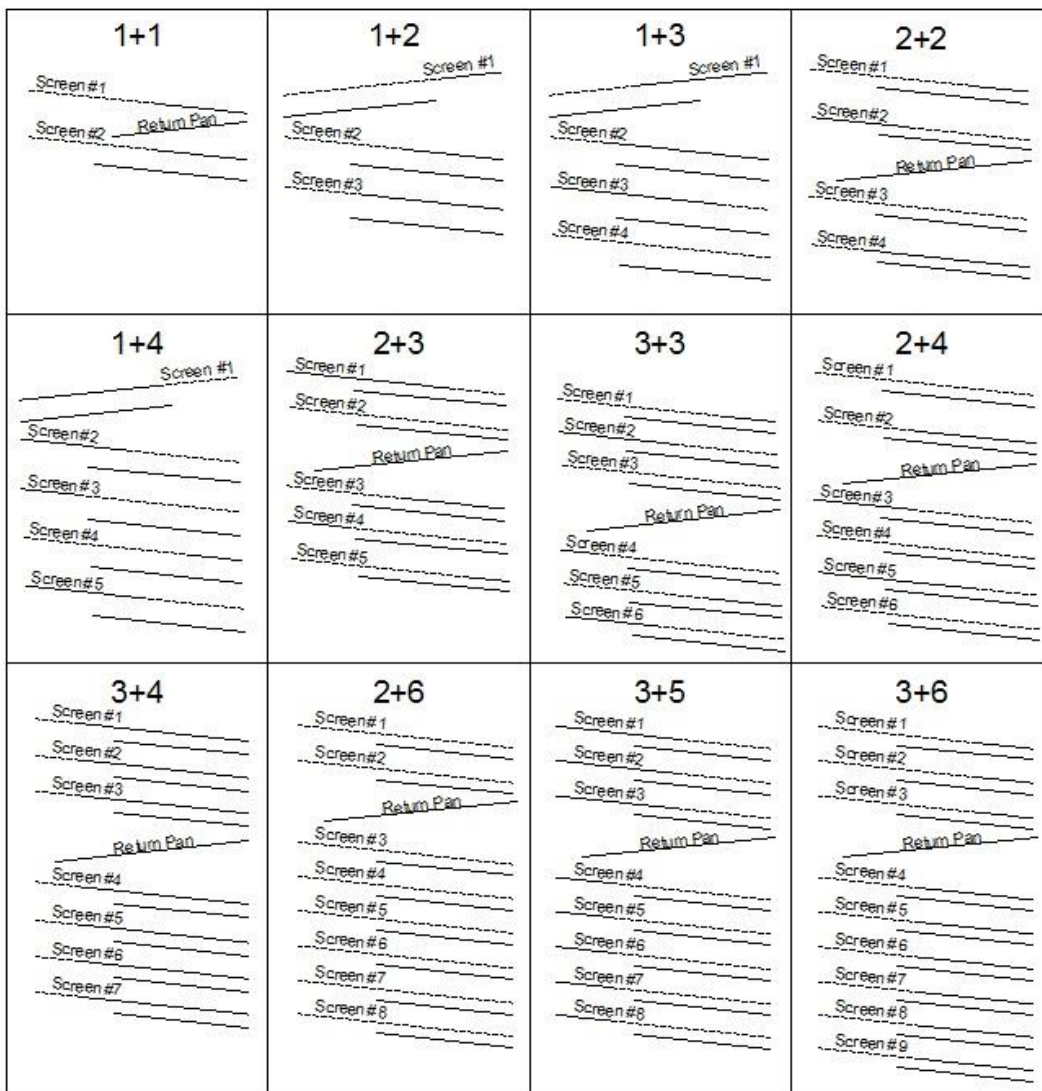 1+1
Screen #1
Return Pan
Screen #2
1+2
Screen #1
Screen #2
Screen #3
1+3
Screen #1
Screen #2
Screen #3
Screen #4
2+2
Screen #1
Screen #2
Return Pan
Screen #3
Screen #4
1+4
Screen #1
Screen #2
Screen #3
Screen #4
Screen #5
2+3
Screen #1
Screen #2
Return Pan
Screen #3
Screen #4
Screen #5
3+3
Screen #1
Screen #2
Screen #3
Return Pan
Screen #4
Screen #5
Screen #6
2+4
Screen #1
Screen #2
Return Pan
Screen #3
Screen #4
Screen #5
Screen #6
3+4
Screen #1
Screen #2
Screen #3
Return Pan
Screen #4
Screen #5
Screen #6
Screen #7
2+6
Screen #1
Screen #2
Return Pan
Screen #3
Screen #4
Screen #5
Screen #6
Screen #7
Screen #8
3+5
Screen #1
Screen #2
Screen #3
Return Pan
Screen #4
Screen #5
Screen #6
Screen #7
Screen #8
3+6
Screen #1
Screen #2
Screen #3
Return Pan
Screen #4
Screen #5
Screen #6
Screen #7
Screen #8
Screen #9